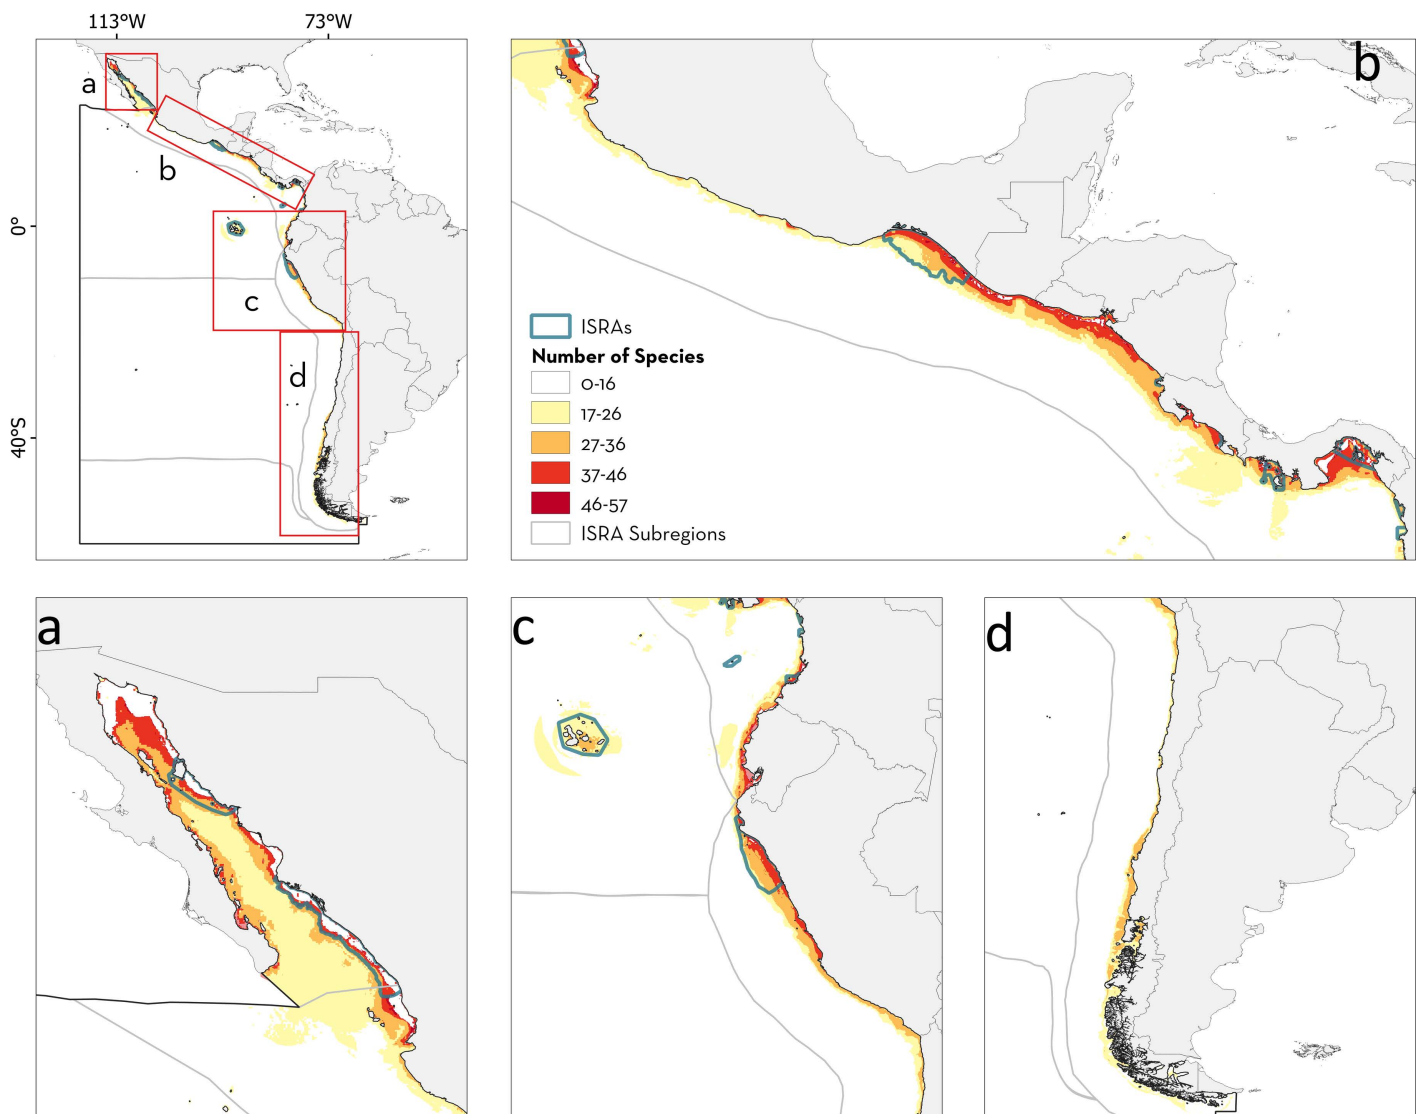 113°W 73°W
0°
40°S
a
b
c
d
b
ISRAs
Number of Species
0-16
17-26
27-36
37-46
46-57
ISRA Subregions
a
c
d